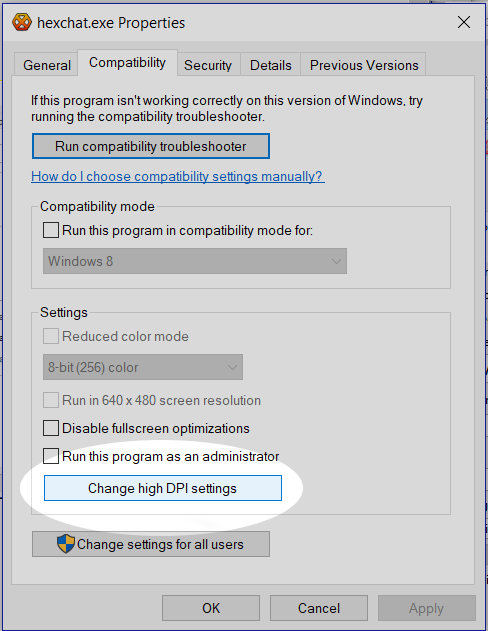 hexchat.exe Properties
General Compatibility Security Details Previous Versions
If this program isn't working correctly on this version of Windows, try
running the compatibility troubleshooter.
Run compatibility troubleshooter
How do I choose compatibility settings manually?
Compatibility mode
Run this program in compatibility mode for:
Windows 8
Settings
Reduced color mode
8-bit (256) color
Run in 640 x 480 screen resolution
Disable fullscreen optimizations
Run this program as an administrator
Change high DPI settings
Change settings for all users
OK Cancel Apply